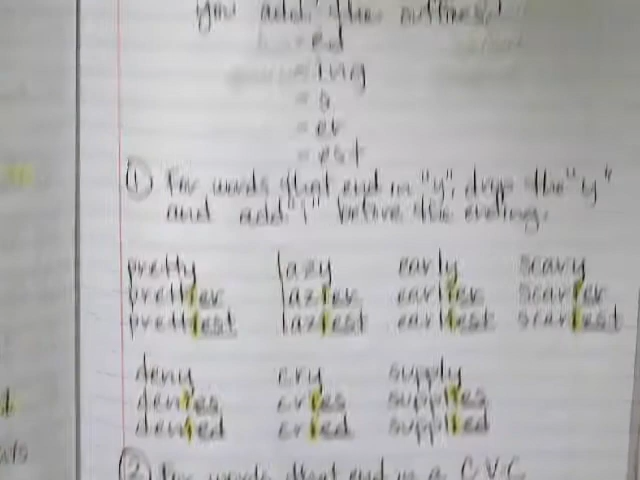 you add the outlines!
- ed
- ing
- s
- er
- est
① For words that end in "y", drop the "y"
and add "i" before the ending.
pretty lazy early scary
prettier lazier earlier scarier
prettiest laziest earliest scariest
deny cry supply
denies cries supplies
denied cried supplied
② For words that end in a C.V.C